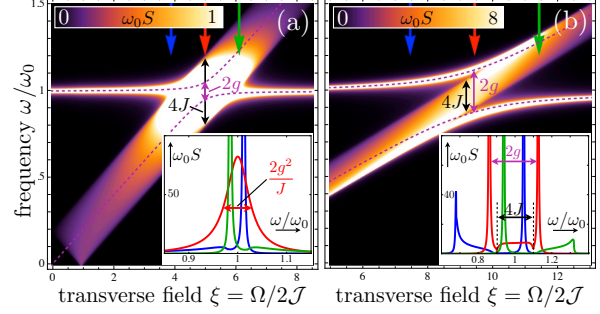 0 ω₀S 1
(a)
0 ω₀S 8
(b)
frequency ω/ω₀
1.5
1
.5
0
2g
4J
2g
4J
ω₀S
50
2g²/J
ω/ω₀
0.9 1 1.1
ω₀S
40
2g
4J
ω/ω₀
0.8 1 1.2
0 2 4 6 8
6 8 10 12
transverse field ξ = Ω/2𝒥
transverse field ξ = Ω/2𝒥